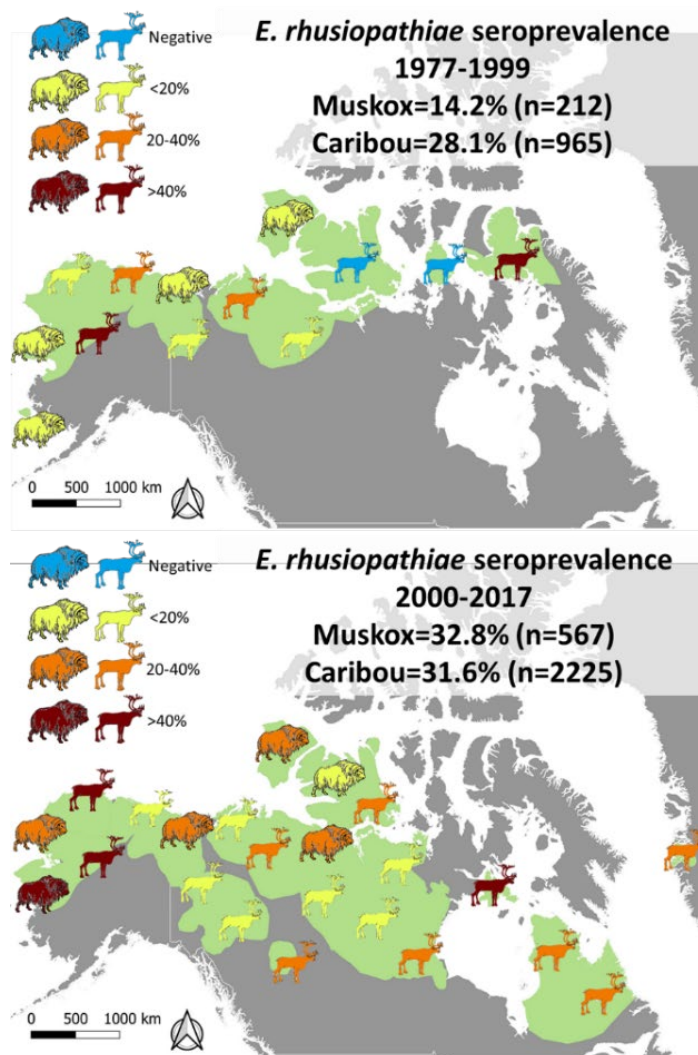 Negative
<20%
20-40%
>40%
E. rhusiopathiae seroprevalence
1977-1999
Muskox=14.2% (n=212)
Caribou=28.1% (n=965)
0 500 1000 km
Negative
<20%
20-40%
>40%
E. rhusiopathiae seroprevalence
2000-2017
Muskox=32.8% (n=567)
Caribou=31.6% (n=2225)
0 500 1000 km